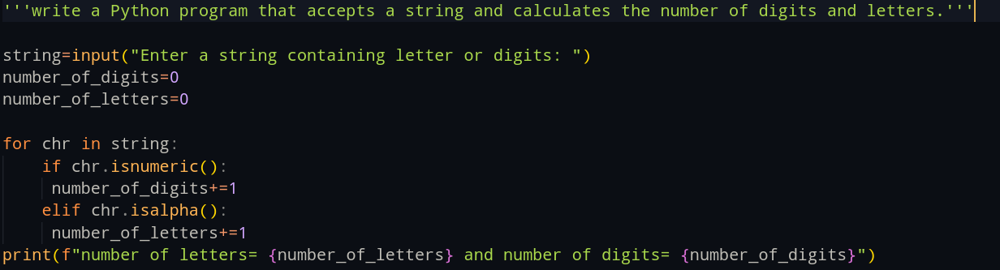 '''write a Python program that accepts a string and calculates the number of digits and letters.'''
string=input("Enter a string containing letter or digits: ")
number_of_digits=0
number_of_letters=0
for chr in string:
    if chr.isnumeric():
     number_of_digits+=1
    elif chr.isalpha():
     number_of_letters+=1
print(f"number of letters= {number_of_letters} and number of digits= {number_of_digits}")